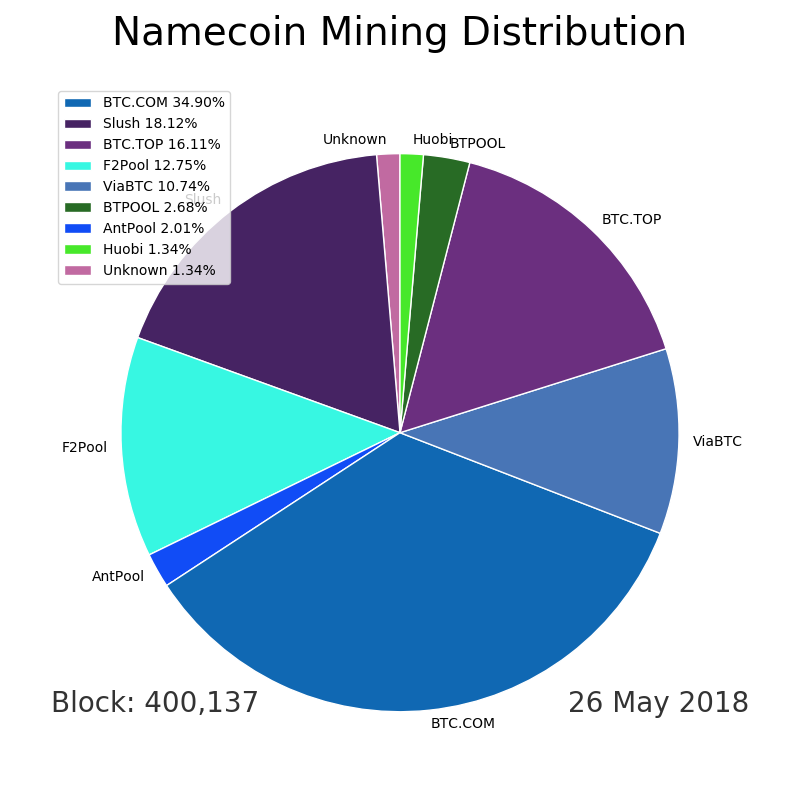 Namecoin Mining Distribution
BTC.COM 34.90%
Slush 18.12%
BTC.TOP 16.11%
F2Pool 12.75%
ViaBTC 10.74%
BTPOOL 2.68%
AntPool 2.01%
Huobi 1.34%
Unknown 1.34%
Unknown
Huobi
BTPOOL
Slush
BTC.TOP
F2Pool
ViaBTC
AntPool
BTC.COM
Block: 400,137
26 May 2018